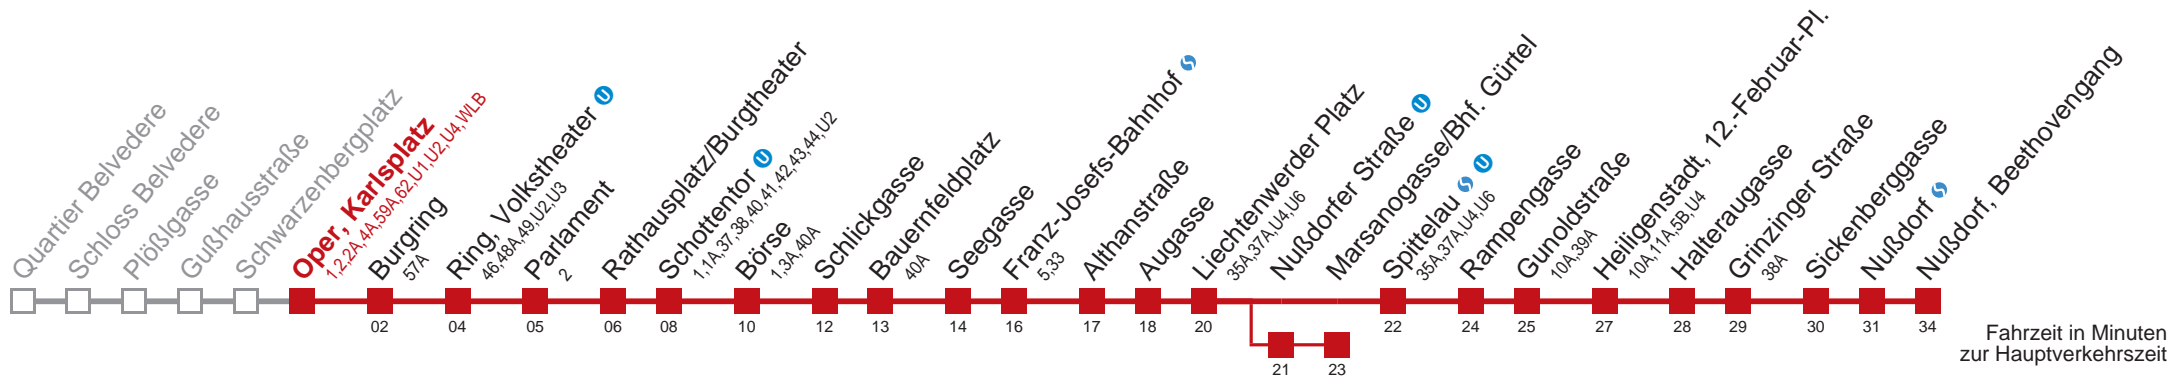 Quartier Belvedere
Schloss Belvedere
Plößlgasse
Gußhausstraße
Schwarzenbergplatz
Oper, Karlsplatz
1,2,2A,4A,59A,62,U1,U2,U4,WLB
Burgring
57A
Ring, Volkstheater U
46,48A,49,U2,U3
Parlament
2
Rathausplatz/Burgtheater
Schottentor U
1,1A,37,38,40,41,42,43,44,U2
Börse
1,3A,40A
Schlickgasse
Bauernfeldplatz
40A
Seegasse
Franz-Josefs-Bahnhof
5,33
Althanstraße
Augasse
Liechtenwerder Platz
35A,37A,U4,U6
Nußdorfer Straße U
Marsanogasse/Bhf. Gürtel
Spittelau U
35A,37A,U4,U6
Rampengasse
Gunoldstraße
10A,39A
Heiligenstadt, 12.-Februar-Pl.
10A,11A,5B,U4
Halteraugasse
Grinzinger Straße
38A
Sickenberggasse
Nußdorf
Nußdorf, Beethovengang
02 04 05 06 08 10 12 13 14 16 17 18 20 22 24 25 27 28 29 30 31 34
21 23
Fahrzeit in Minuten
zur Hauptverkehrszeit